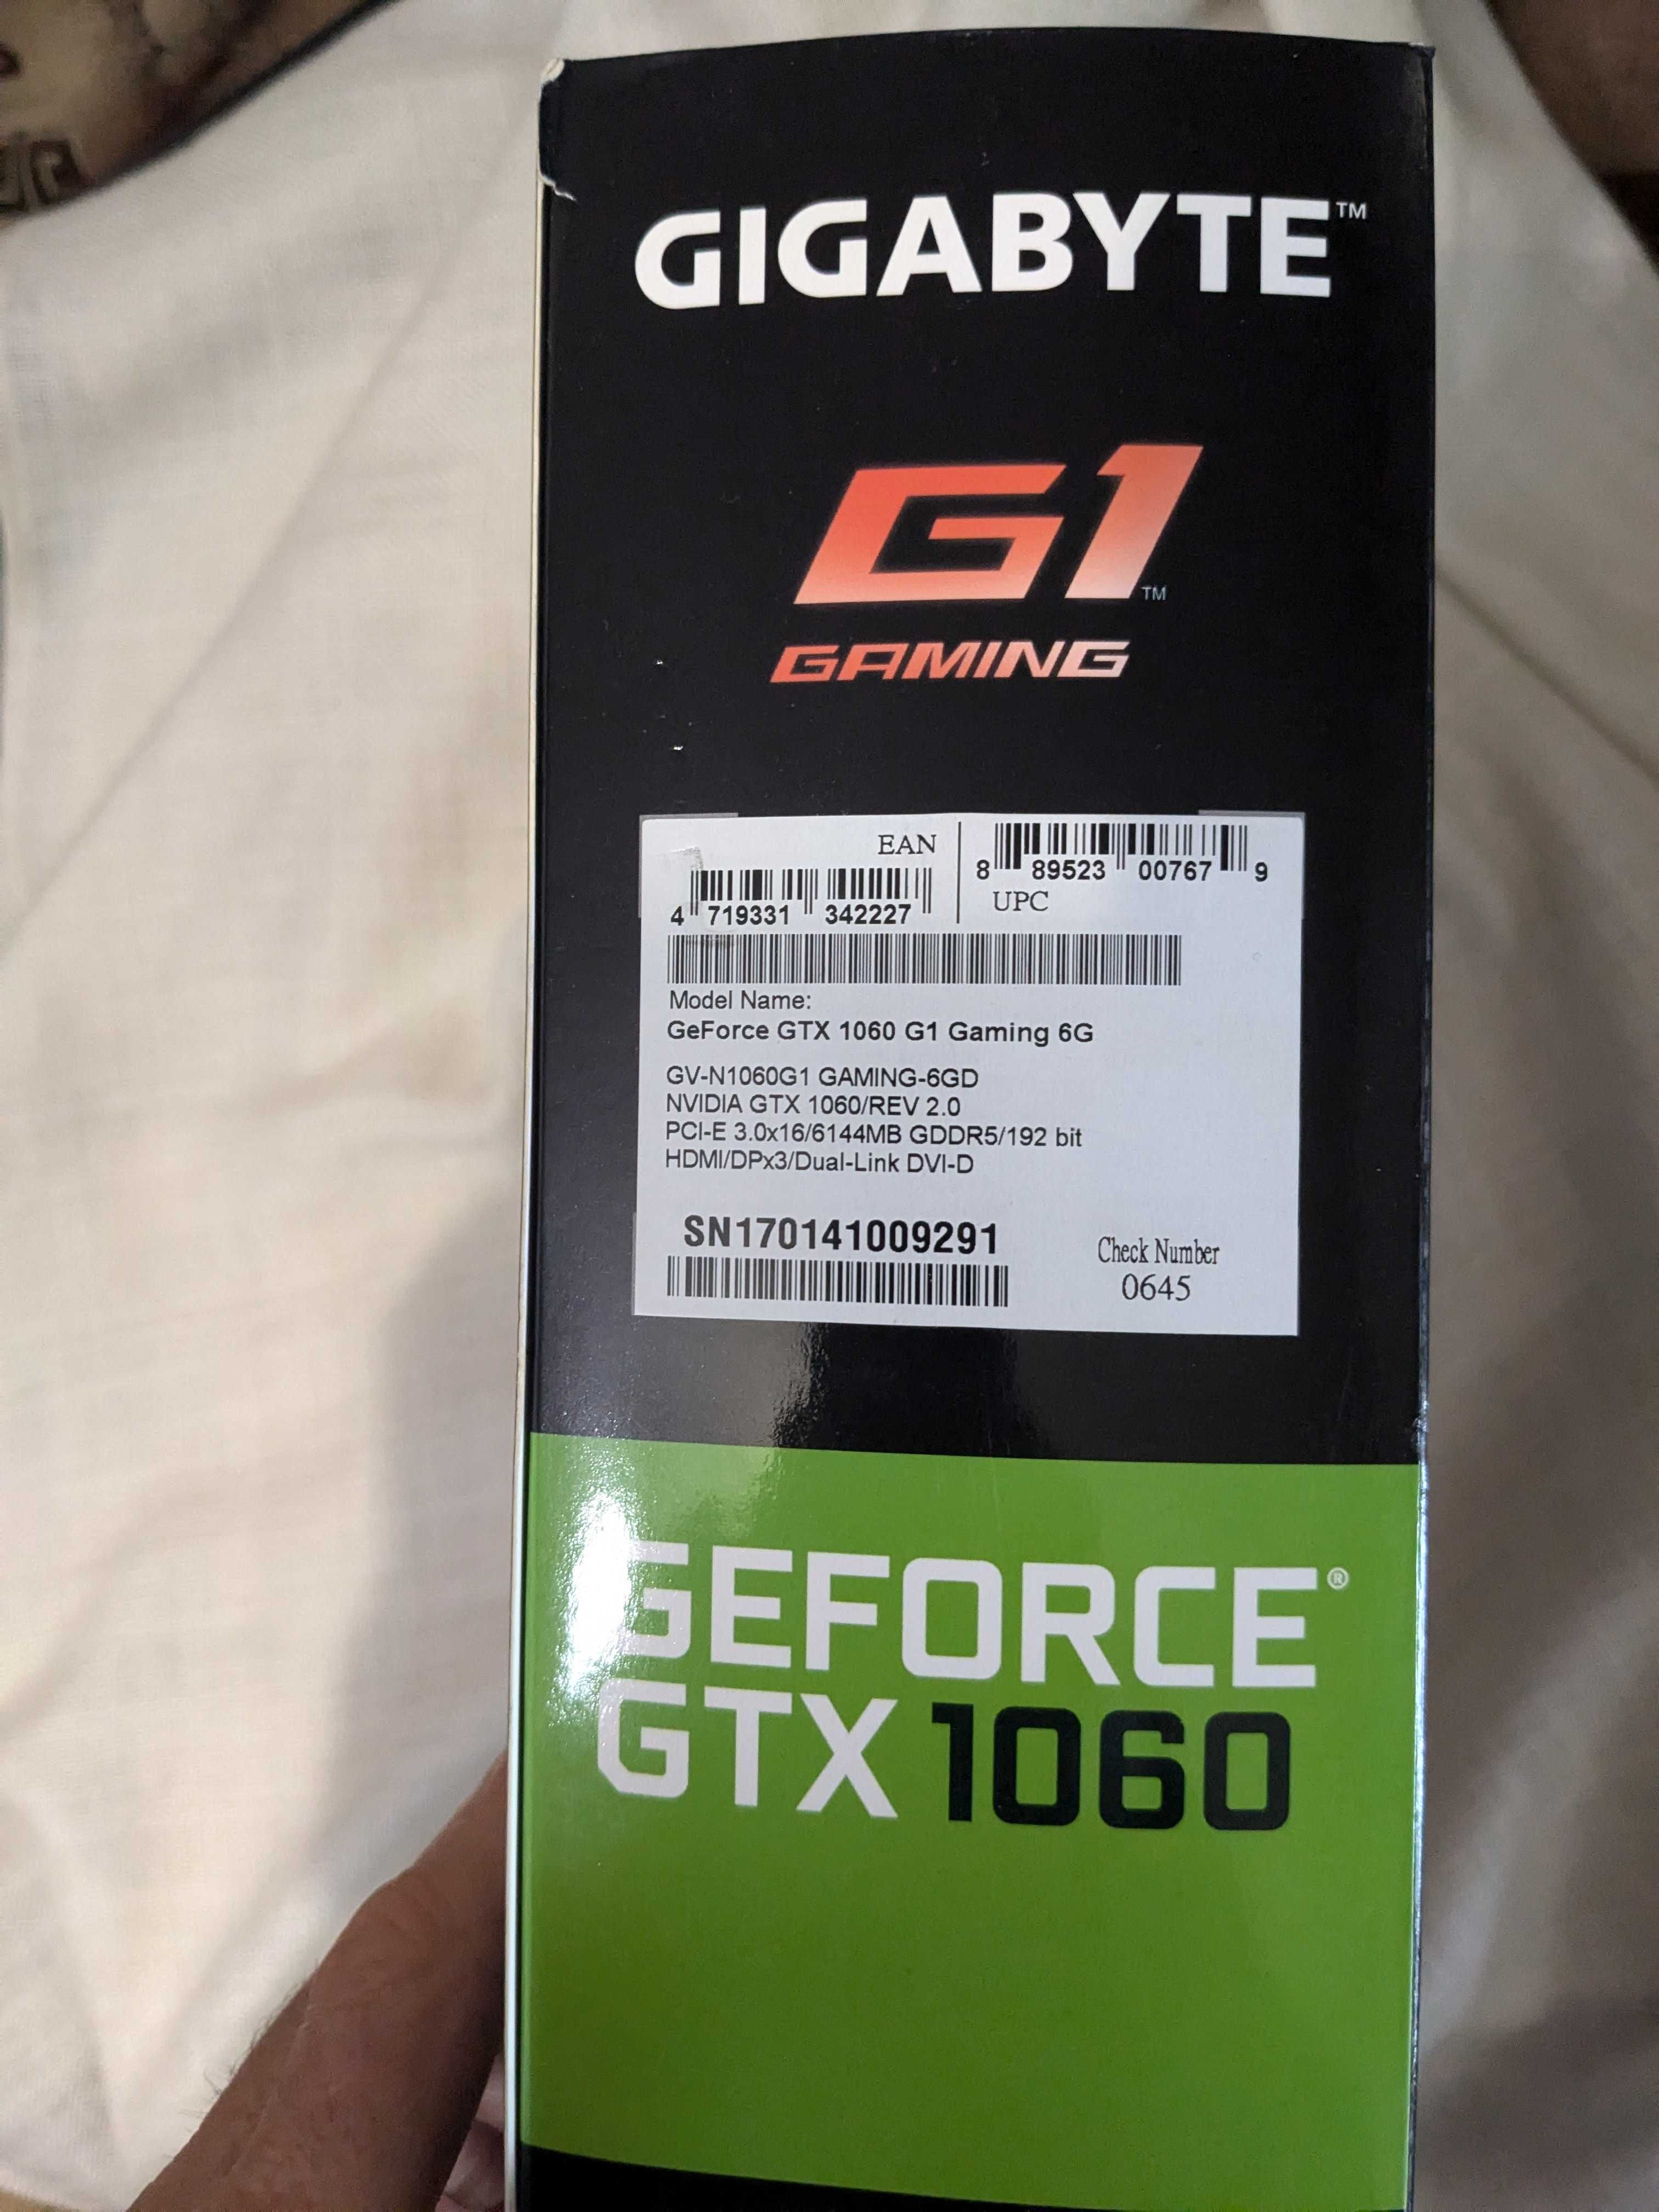 GIGABYTE™
G1™
GAMING
EAN
4 719331 342227
8 89523 00767 9
UPC
Model Name:
GeForce GTX 1060 G1 Gaming 6G
GV-N1060G1 GAMING-6GD
NVIDIA GTX 1060/REV 2.0
PCI-E 3.0x16/6144MB GDDR5/192 bit
HDMI/DPx3/Dual-Link DVI-D
SN170141009291
Check Number
0645
GEFORCE®
GTX 1060